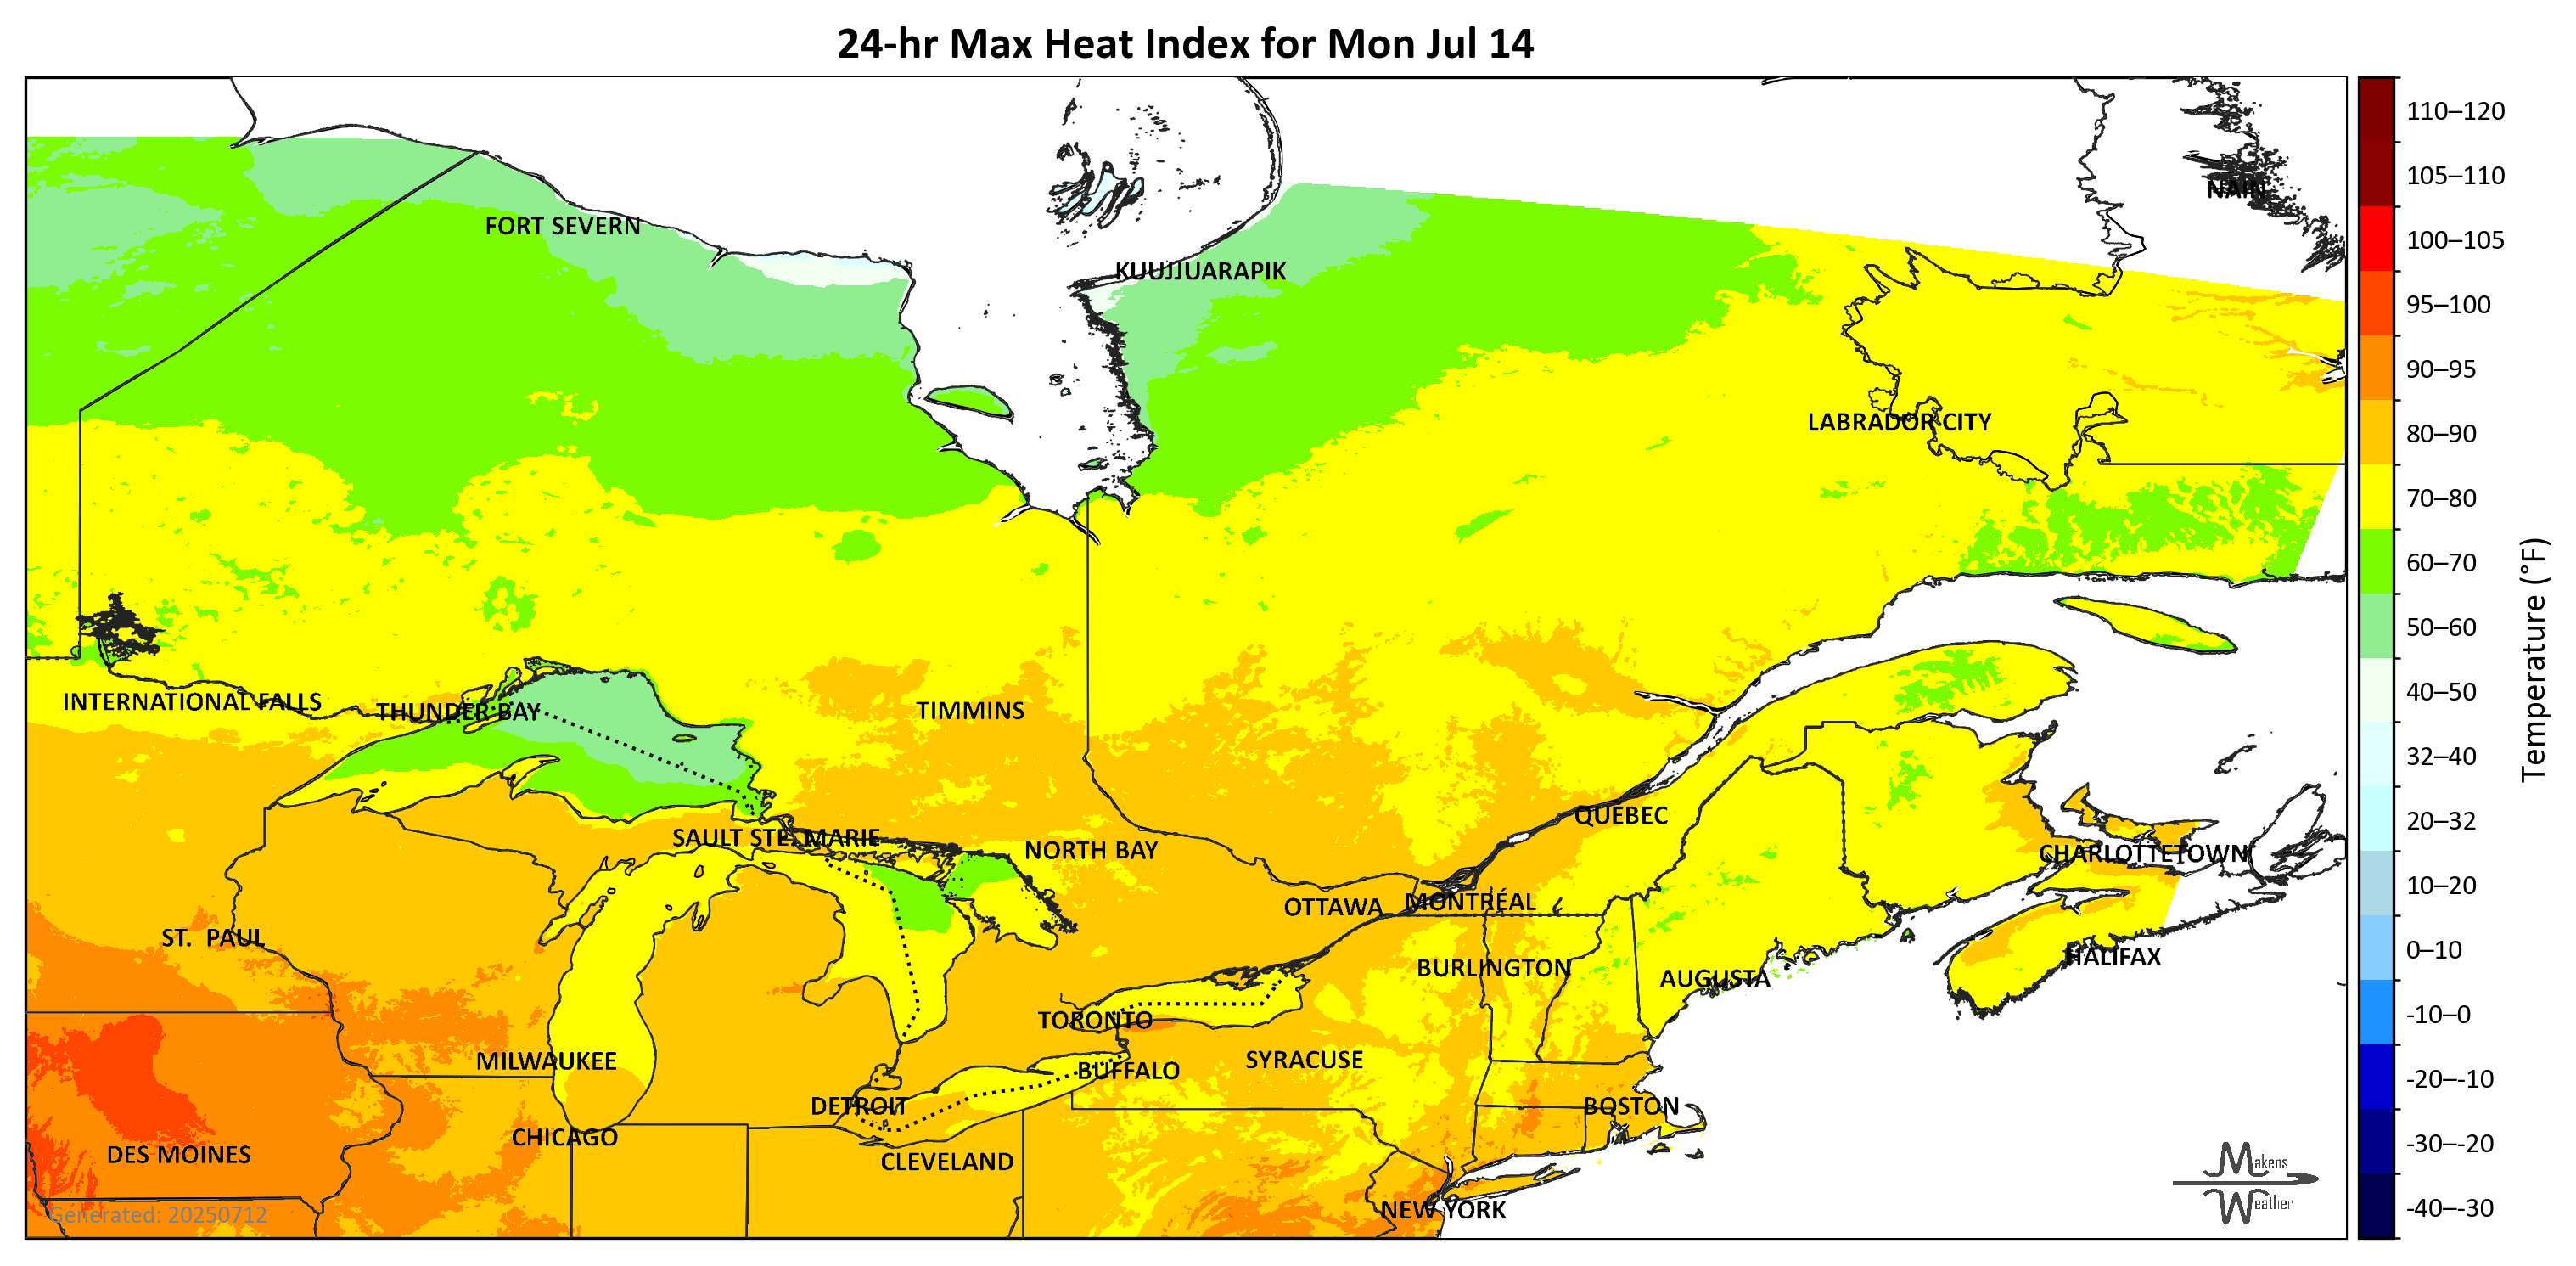 24-hr Max Heat Index for Mon Jul 14
110–120
105–110
NAIN
FORT SEVERN
100–105
KUUJJUARAPIK
95–100
90–95
LABRADOR CITY
80–90
70–80
60–70
50–60
Temperature (°F)
INTERNATIONAL FALLS
THUNDER BAY
TIMMINS
40–50
32–40
QUEBEC
20–32
SAULT STE. MARIE
NORTH BAY
CHARLOTTETOWN
10–20
OTTAWA
MONTRÉAL
ST. PAUL
HALIFAX
0–10
BURLINGTON
AUGUSTA
TORONTO
-10–0
MILWAUKEE
SYRACUSE
BUFFALO
-20–-10
DETROIT
BOSTON
CHICAGO
-30–-20
DES MOINES
CLEVELAND
Makens
Weather
NEW YORK
-40–-30
Generated: 20250712